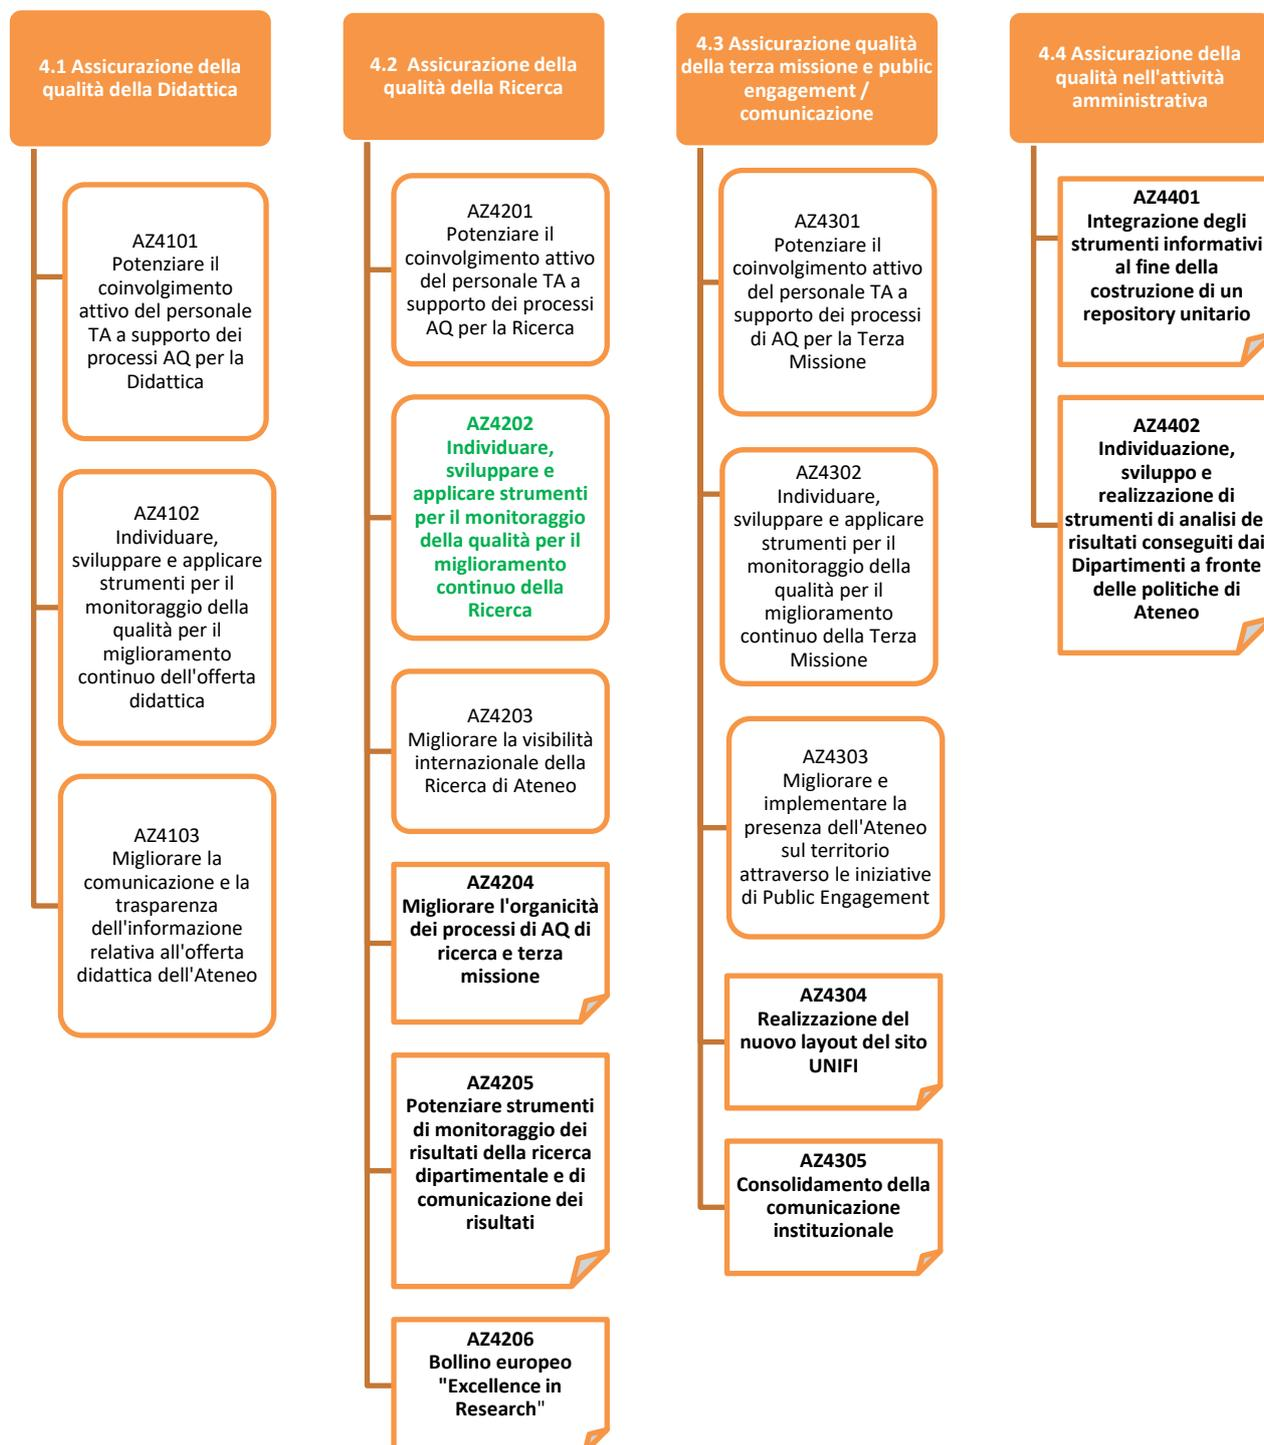 4.1 Assicurazione della
qualità della Didattica
AZ4101
Potenziare il
coinvolgimento
attivo del personale
TA a supporto dei
processi AQ per la
Didattica
AZ4102
Individuare,
sviluppare e applicare
strumenti per il
monitoraggio della
qualità per il
miglioramento
continuo dell'offerta
didattica
AZ4103
Migliorare la
comunicazione e la
trasparenza
dell'informazione
relativa all'offerta
didattica dell'Ateneo
4.2 Assicurazione della
qualità della Ricerca
AZ4201
Potenziare il
coinvolgimento attivo
del personale TA a
supporto dei processi
AQ per la Ricerca
AZ4202
Individuare,
sviluppare e
applicare strumenti
per il monitoraggio
della qualità per il
miglioramento
continuo della
Ricerca
AZ4203
Migliorare la visibilità
internazionale della
Ricerca di Ateneo
AZ4204
Migliorare l'organicità
dei processi di AQ di
ricerca e terza
missione
AZ4205
Potenziare strumenti
di monitoraggio dei
risultati della ricerca
dipartimentale e di
comunicazione dei
risultati
AZ4206
Bollino europeo
"Excellence in
Research"
4.3 Assicurazione qualità
della terza missione e public
engagement /
comunicazione
AZ4301
Potenziare il
coinvolgimento attivo
del personale TA a
supporto dei processi
di AQ per la Terza
Missione
AZ4302
Individuare,
sviluppare e applicare
strumenti per il
monitoraggio della
qualità per il
miglioramento
continuo della Terza
Missione
AZ4303
Migliorare e
implementare la
presenza dell'Ateneo
sul territorio
attraverso le iniziative
di Public Engagement
AZ4304
Realizzazione del
nuovo layout del sito
UNIFI
AZ4305
Consolidamento della
comunicazione
instituzionale
4.4 Assicurazione della
qualità nell'attività
amministrativa
AZ4401
Integrazione degli
strumenti informativi
al fine della
costruzione di un
repository unitario
AZ4402
Individuazione,
sviluppo e
realizzazione di
strumenti di analisi de
risultati conseguiti dai
Dipartimenti a fronte
delle politiche di
Ateneo